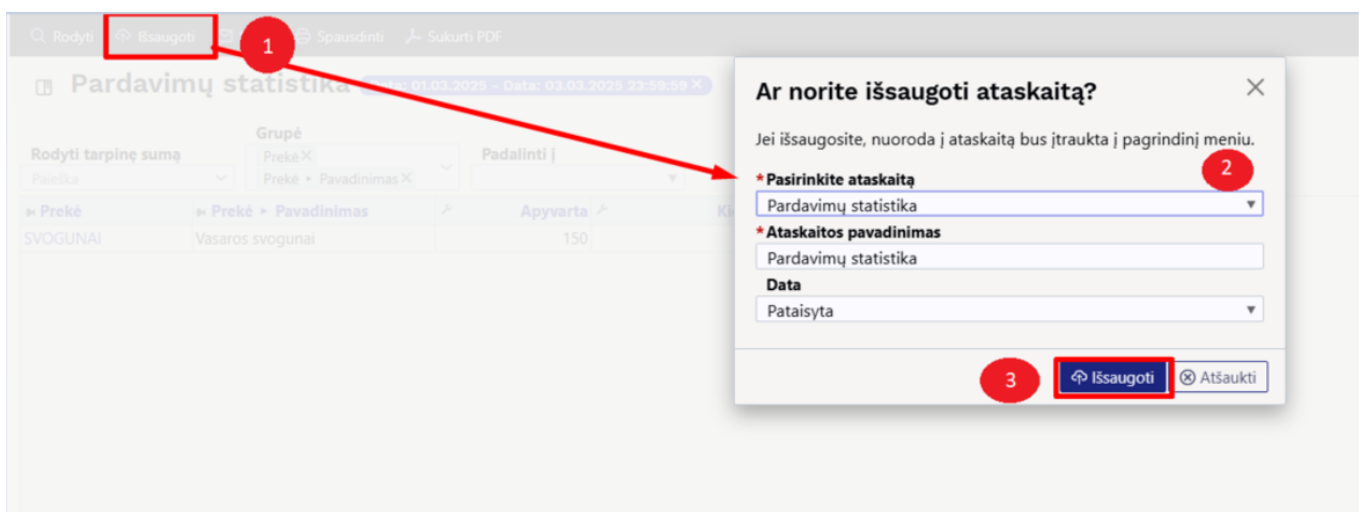 Rodyti Išsaugoti Spausdinti Sukurti PDF
1
Pardavimų statistika Data: 01.03.2025 - Data: 03.03.2025 23:59:59 ×
Rodyti tarpinę sumą
Paieška
Grupė
Prekė ×
Prekė ▸ Pavadinimas ×
Padalinti į
Prekė Prekė ▸ Pavadinimas Apyvarta
SVOGUNAI Vasaros svogunai 150
Ar norite išsaugoti ataskaitą?
Jei išsaugosite, nuoroda į ataskaitą bus įtraukta į pagrindinį meniu.
2
* Pasirinkite ataskaitą
Pardavimų statistika
* Ataskaitos pavadinimas
Pardavimų statistika
Data
Pataisyta
3
Išsaugoti Atšaukti